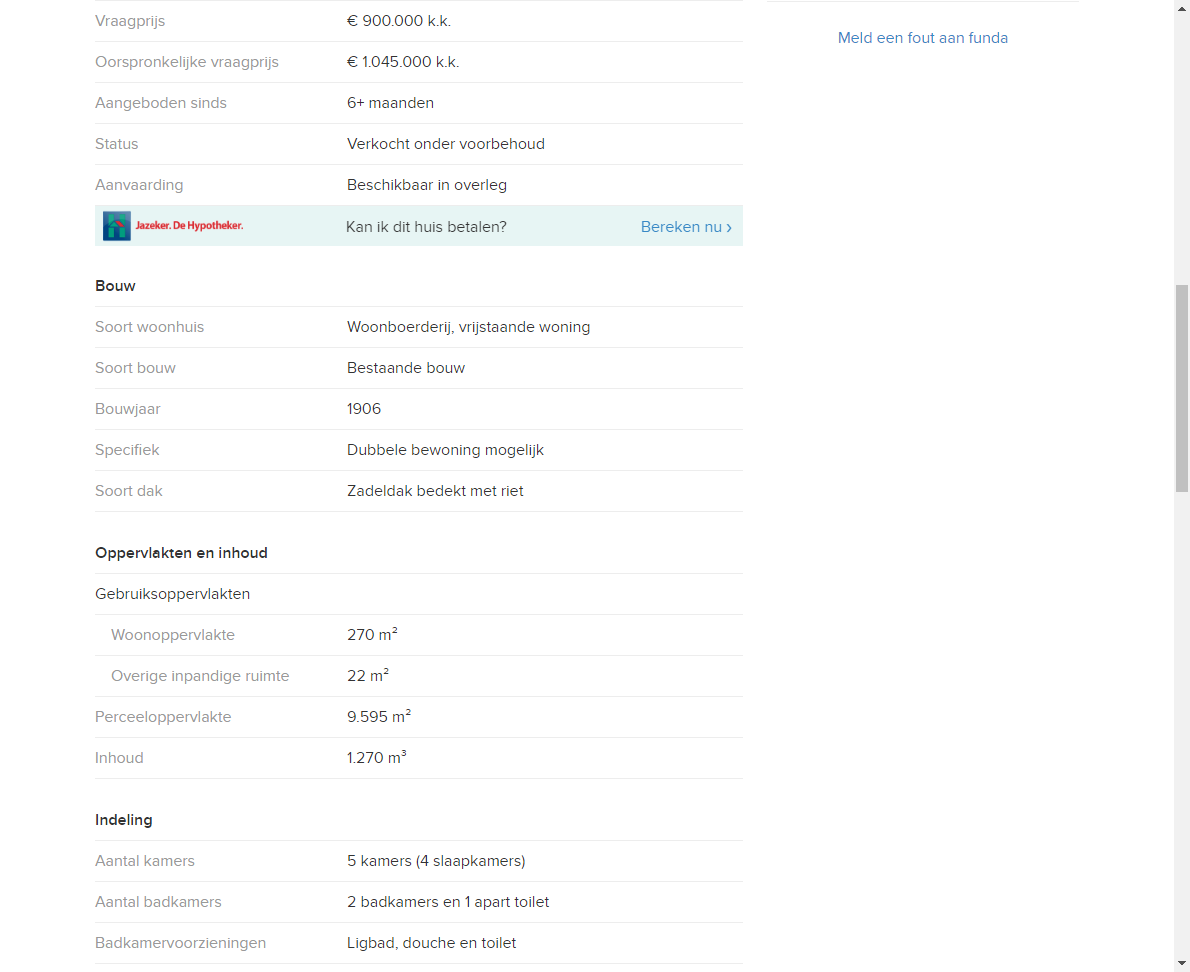 Vraagprijs € 900.000 k.k.
Meld een fout aan funda
Oorspronkelijke vraagprijs € 1.045.000 k.k.
Aangeboden sinds 6+ maanden
Status Verkocht onder voorbehoud
Aanvaarding Beschikbaar in overleg
Jazeker. De Hypotheker. Kan ik dit huis betalen? Bereken nu ›
Bouw
Soort woonhuis Woonboerderij, vrijstaande woning
Soort bouw Bestaande bouw
Bouwjaar 1906
Specifiek Dubbele bewoning mogelijk
Soort dak Zadeldak bedekt met riet
Oppervlakten en inhoud
Gebruiksoppervlakten
Woonoppervlakte 270 m²
Overige inpandige ruimte 22 m²
Perceeloppervlakte 9.595 m²
Inhoud 1.270 m³
Indeling
Aantal kamers 5 kamers (4 slaapkamers)
Aantal badkamers 2 badkamers en 1 apart toilet
Badkamervoorzieningen Ligbad, douche en toilet